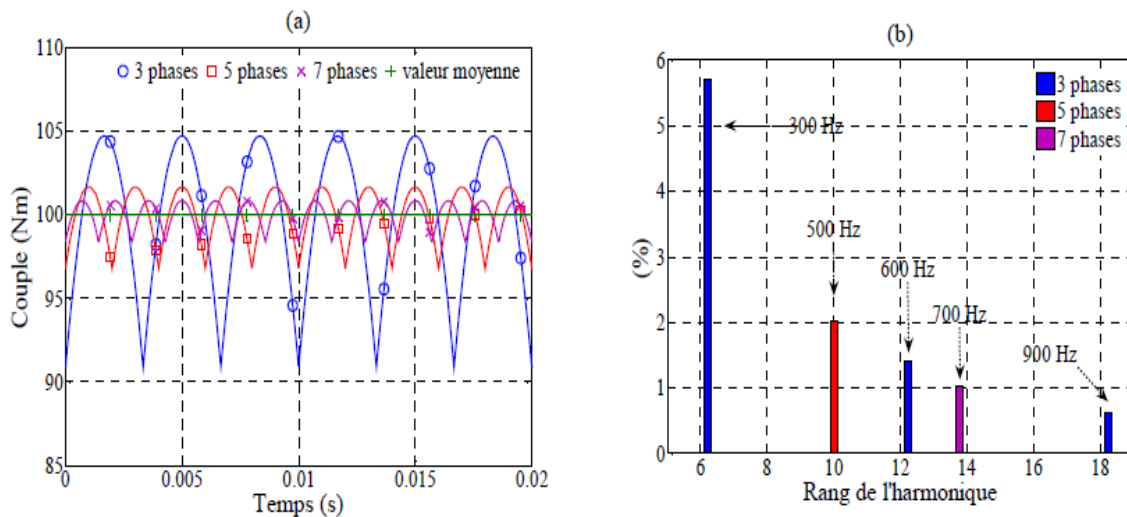 (a)
110
105
100
95
90
85
3 phases 5 phases 7 phases valeur moyenne
Couple (Nm)
0 0.005 0.01 0.015 0.02
Temps (s)
(b)
6
5
4
3
2
1
0
3 phases
5 phases
7 phases
300 Hz
500 Hz
600 Hz
700 Hz
900 Hz
(%)
6 8 10 12 14 16 18
Rang de l'harmonique